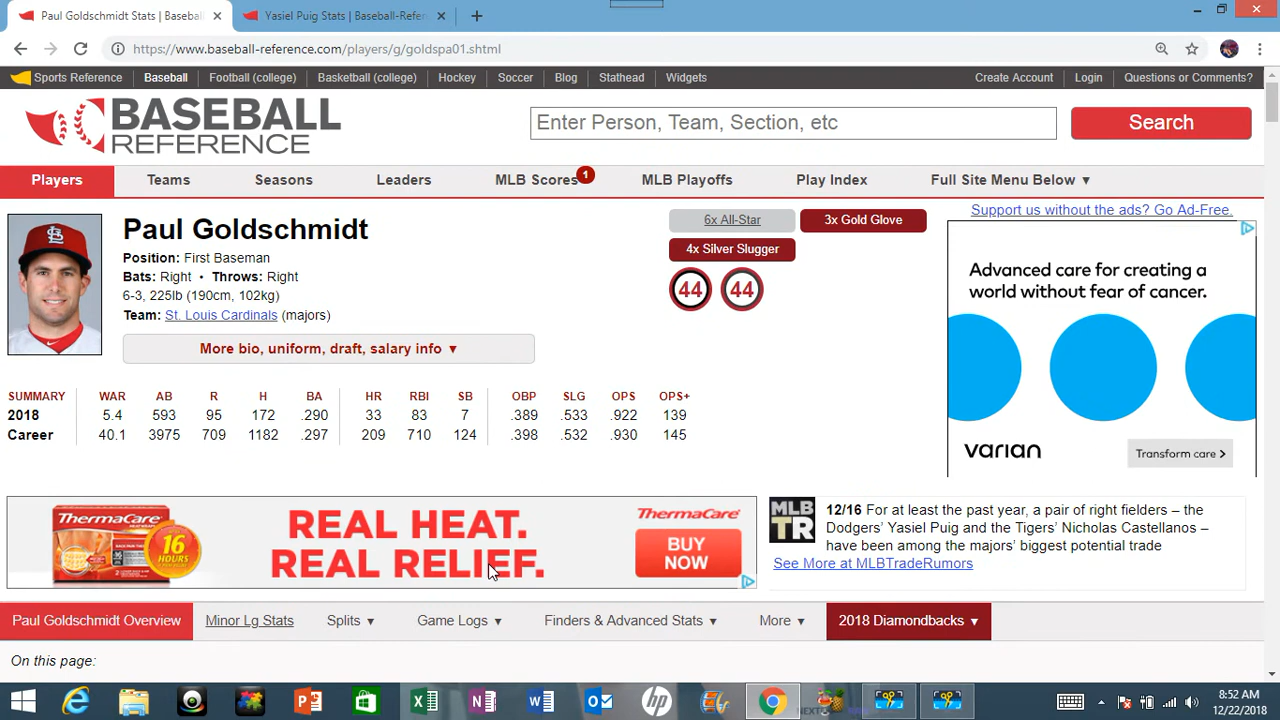 Paul Goldschmidt Stats | Baseball
Yasiel Puig Stats | Baseball-Refer
https://www.baseball-reference.com/players/g/goldspa01.shtml
Sports Reference Baseball Football (college) Basketball (college) Hockey Soccer Blog Stathead Widgets Create Account Login Questions or Comments?
BASEBALL
REFERENCE
Enter Person, Team, Section, etc
Search
Players Teams Seasons Leaders MLB Scores 1 MLB Playoffs Play Index Full Site Menu Below ▼
Paul Goldschmidt
Position: First Baseman
Bats: Right • Throws: Right
6-3, 225lb (190cm, 102kg)
Team: St. Louis Cardinals (majors)
More bio, uniform, draft, salary info ▼
6x All-Star 3x Gold Glove
4x Silver Slugger
44 44
Support us without the ads? Go Ad-Free.
Advanced care for creating a
world without fear of cancer.
varian
Transform care >
SUMMARY WAR AB R H BA HR RBI SB OBP SLG OPS OPS+
2018 5.4 593 95 172 .290 33 83 7 .389 .533 .922 139
Career 40.1 3975 709 1182 .297 209 710 124 .398 .532 .930 145
ThermaCare
HEATWRAPS
16
HOURS
REAL HEAT.
REAL RELIEF.
ThermaCare
BUY
NOW
MLB
TR
12/16 For at least the past year, a pair of right fielders – the
Dodgers' Yasiel Puig and the Tigers' Nicholas Castellanos –
have been among the majors' biggest potential trade
See More at MLBTradeRumors
Paul Goldschmidt Overview Minor Lg Stats Splits ▼ Game Logs ▼ Finders & Advanced Stats ▼ More ▼ 2018 Diamondbacks ▼
On this page:
8:52 AM
12/22/2018